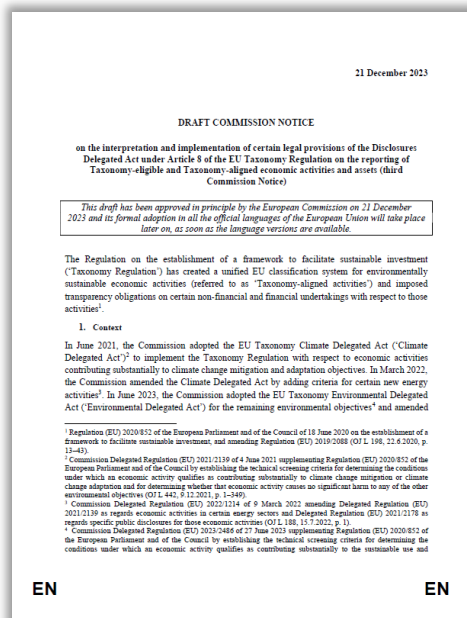 21 December 2023
DRAFT COMMISSION NOTICE
on the interpretation and implementation of certain legal provisions of the Disclosures
Delegated Act under Article 8 of the EU Taxonomy Regulation on the reporting of
Taxonomy-eligible and Taxonomy-aligned economic activities and assets (third
Commission Notice)
This draft has been approved in principle by the European Commission on 21 December
2023 and its formal adoption in all the official languages of the European Union will take place
later on, as soon as the language versions are available.
The Regulation on the establishment of a framework to facilitate sustainable investment
(‘Taxonomy Regulation’) has created a unified EU classification system for environmentally
sustainable economic activities (referred to as ‘Taxonomy-aligned activities’) and imposed
transparency obligations on certain non-financial and financial undertakings with respect to those
activities¹.
1. Context
In June 2021, the Commission adopted the EU Taxonomy Climate Delegated Act (‘Climate
Delegated Act’)² to implement the Taxonomy Regulation with respect to economic activities
contributing substantially to climate change mitigation and adaptation objectives. In March 2022,
the Commission amended the Climate Delegated Act by adding criteria for certain new energy
activities³. In June 2023, the Commission adopted the EU Taxonomy Environmental Delegated
Act (‘Environmental Delegated Act’) for the remaining environmental objectives⁴ and amended
¹ Regulation (EU) 2020/852 of the European Parliament and of the Council of 18 June 2020 on the establishment of a
framework to facilitate sustainable investment, and amending Regulation (EU) 2019/2088 (OJ L 198, 22.6.2020, p.
13–43).
² Commission Delegated Regulation (EU) 2021/2139 of 4 June 2021 supplementing Regulation (EU) 2020/852 of the
European Parliament and of the Council by establishing the technical screening criteria for determining the conditions
under which an economic activity qualifies as contributing substantially to climate change mitigation or climate
change adaptation and for determining whether that economic activity causes no significant harm to any of the other
environmental objectives (OJ L 442, 9.12.2021, p. 1–349).
³ Commission Delegated Regulation (EU) 2022/1214 of 9 March 2022 amending Delegated Regulation (EU)
2021/2139 as regards economic activities in certain energy sectors and Delegated Regulation (EU) 2021/2178 as
regards specific public disclosures for those economic activities (OJ L 188, 15.7.2022, p. 1).
⁴ Commission Delegated Regulation (EU) 2023/2486 of 27 June 2023 supplementing Regulation (EU) 2020/852 of
the European Parliament and of the Council by establishing the technical screening criteria for determining the
conditions under which an economic activity qualifies as contributing substantially to the sustainable use and
EN EN